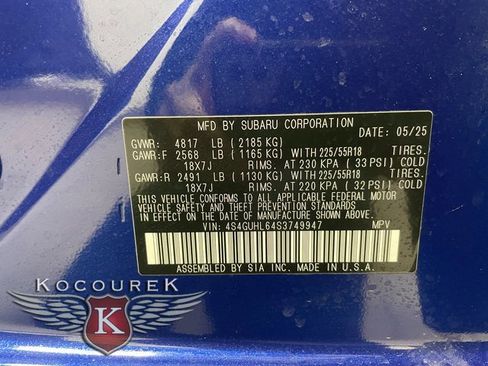 MFD BY SUBARU CORPORATION DATE: 05/25
GVWR: 4817 LB (2185 KG)
GAWR:F 2568 LB (1165 KG) WITH 225/55R18 TIRES.
18X7J RIMS. AT 230 KPA (33 PSI) COLD
GAWR:R 2491 LB (1130 KG) WITH 225/55R18 TIRES.
18X7J RIMS. AT 220 KPA (32 PSI) COLD
THIS VEHICLE CONFORMS TO ALL APPLICABLE FEDERAL MOTOR
VEHICLE SAFETY, BUMPER, AND THEFT PREVENTION STANDARDS
IN EFFECT ON THE DATE OF MANUFACTURE SHOWN ABOVE.
VIN: 4S4GUHL64S3749947 MPV
ASSEMBLED BY SIA INC. MADE IN U.S.A.
KOCOUREK
K